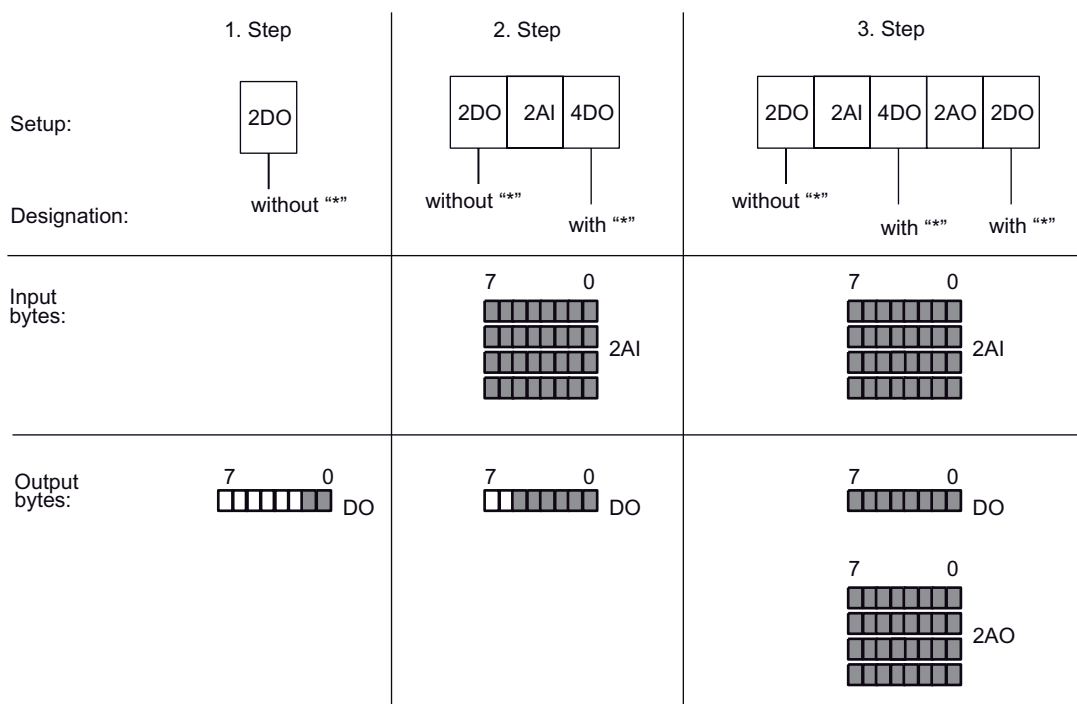 1. Step
2. Step
3. Step
Setup:
2DO
2DO 2AI 4DO
2DO 2AI 4DO 2AO 2DO
Designation:
without “*”
without “*”
with “*”
without “*”
with “*”
with “*”
Input
bytes:
7 0
2AI
7 0
2AI
Output
bytes:
7 0
DO
7 0
DO
7 0
DO
7 0
2AO